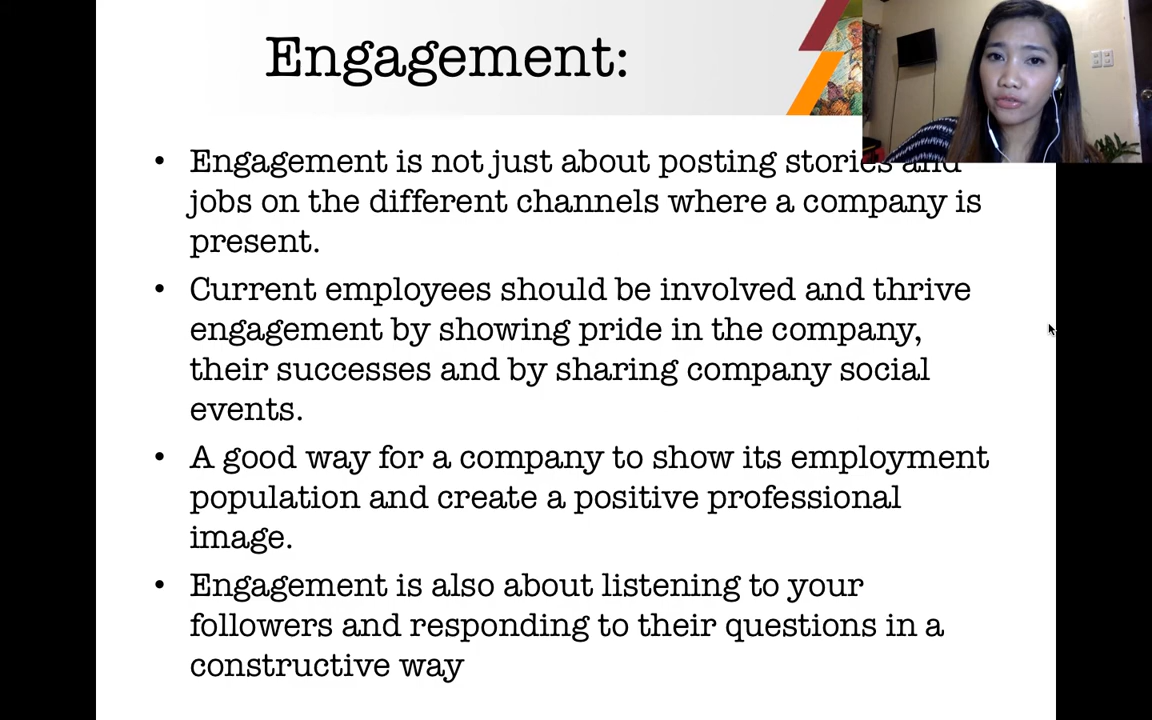 Engagement:
• Engagement is not just about posting stories and
jobs on the different channels where a company is
present.
• Current employees should be involved and thrive
engagement by showing pride in the company,
their successes and by sharing company social
events.
• A good way for a company to show its employment
population and create a positive professional
image.
• Engagement is also about listening to your
followers and responding to their questions in a
constructive way